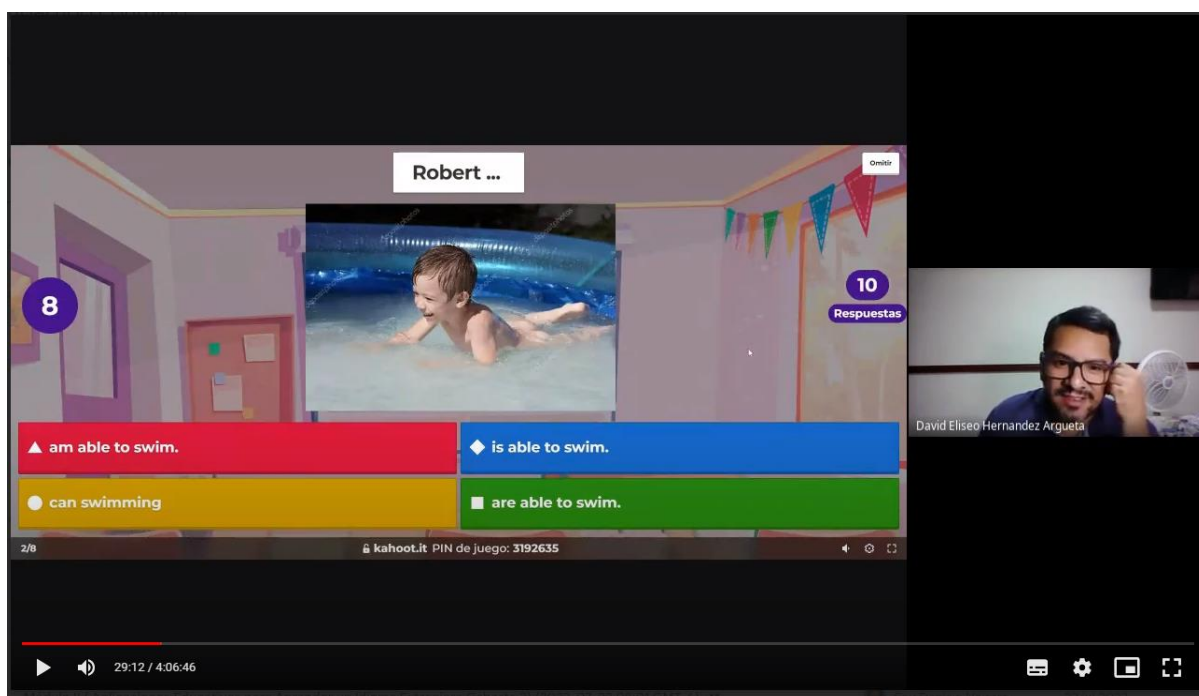 Robert ...
Omitir
8
10
Respuestas
am able to swim.
is able to swim.
can swimming
are able to swim.
2/8
kahoot.it PIN de juego: 3192635
David Eliseo Hernandez Argueta
29:12 / 4:06:46